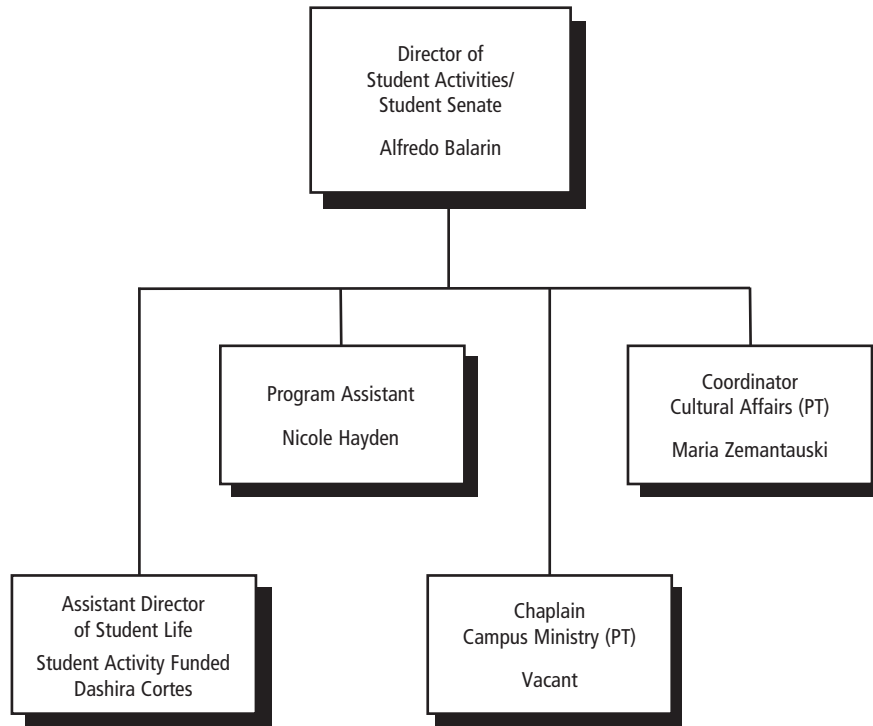 Director of
Student Activities/
Student Senate
Alfredo Balarin
Program Assistant
Nicole Hayden
Coordinator
Cultural Affairs (PT)
Maria Zemantauski
Assistant Director
of Student Life
Student Activity Funded
Dashira Cortes
Chaplain
Campus Ministry (PT)
Vacant